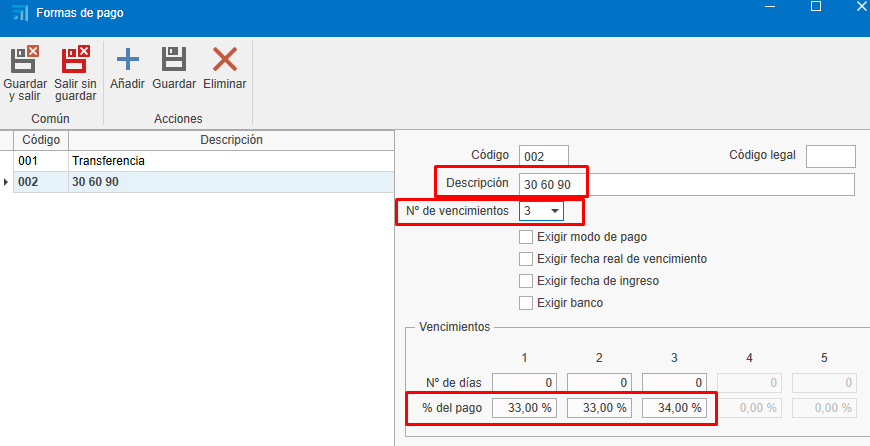 Formas de pago
Guardar y salir
Salir sin guardar
Añadir
Guardar
Eliminar
Común
Acciones
Código Descripción
001 Transferencia
002 30 60 90
Código 002 Código legal
Descripción 30 60 90
Nº de vencimientos 3
Exigir modo de pago
Exigir fecha real de vencimiento
Exigir fecha de ingreso
Exigir banco
Vencimientos
1 2 3 4 5
Nº de días 0 0 0 0 0
% del pago 33,00 % 33,00 % 34,00 % 0,00 % 0,00 %